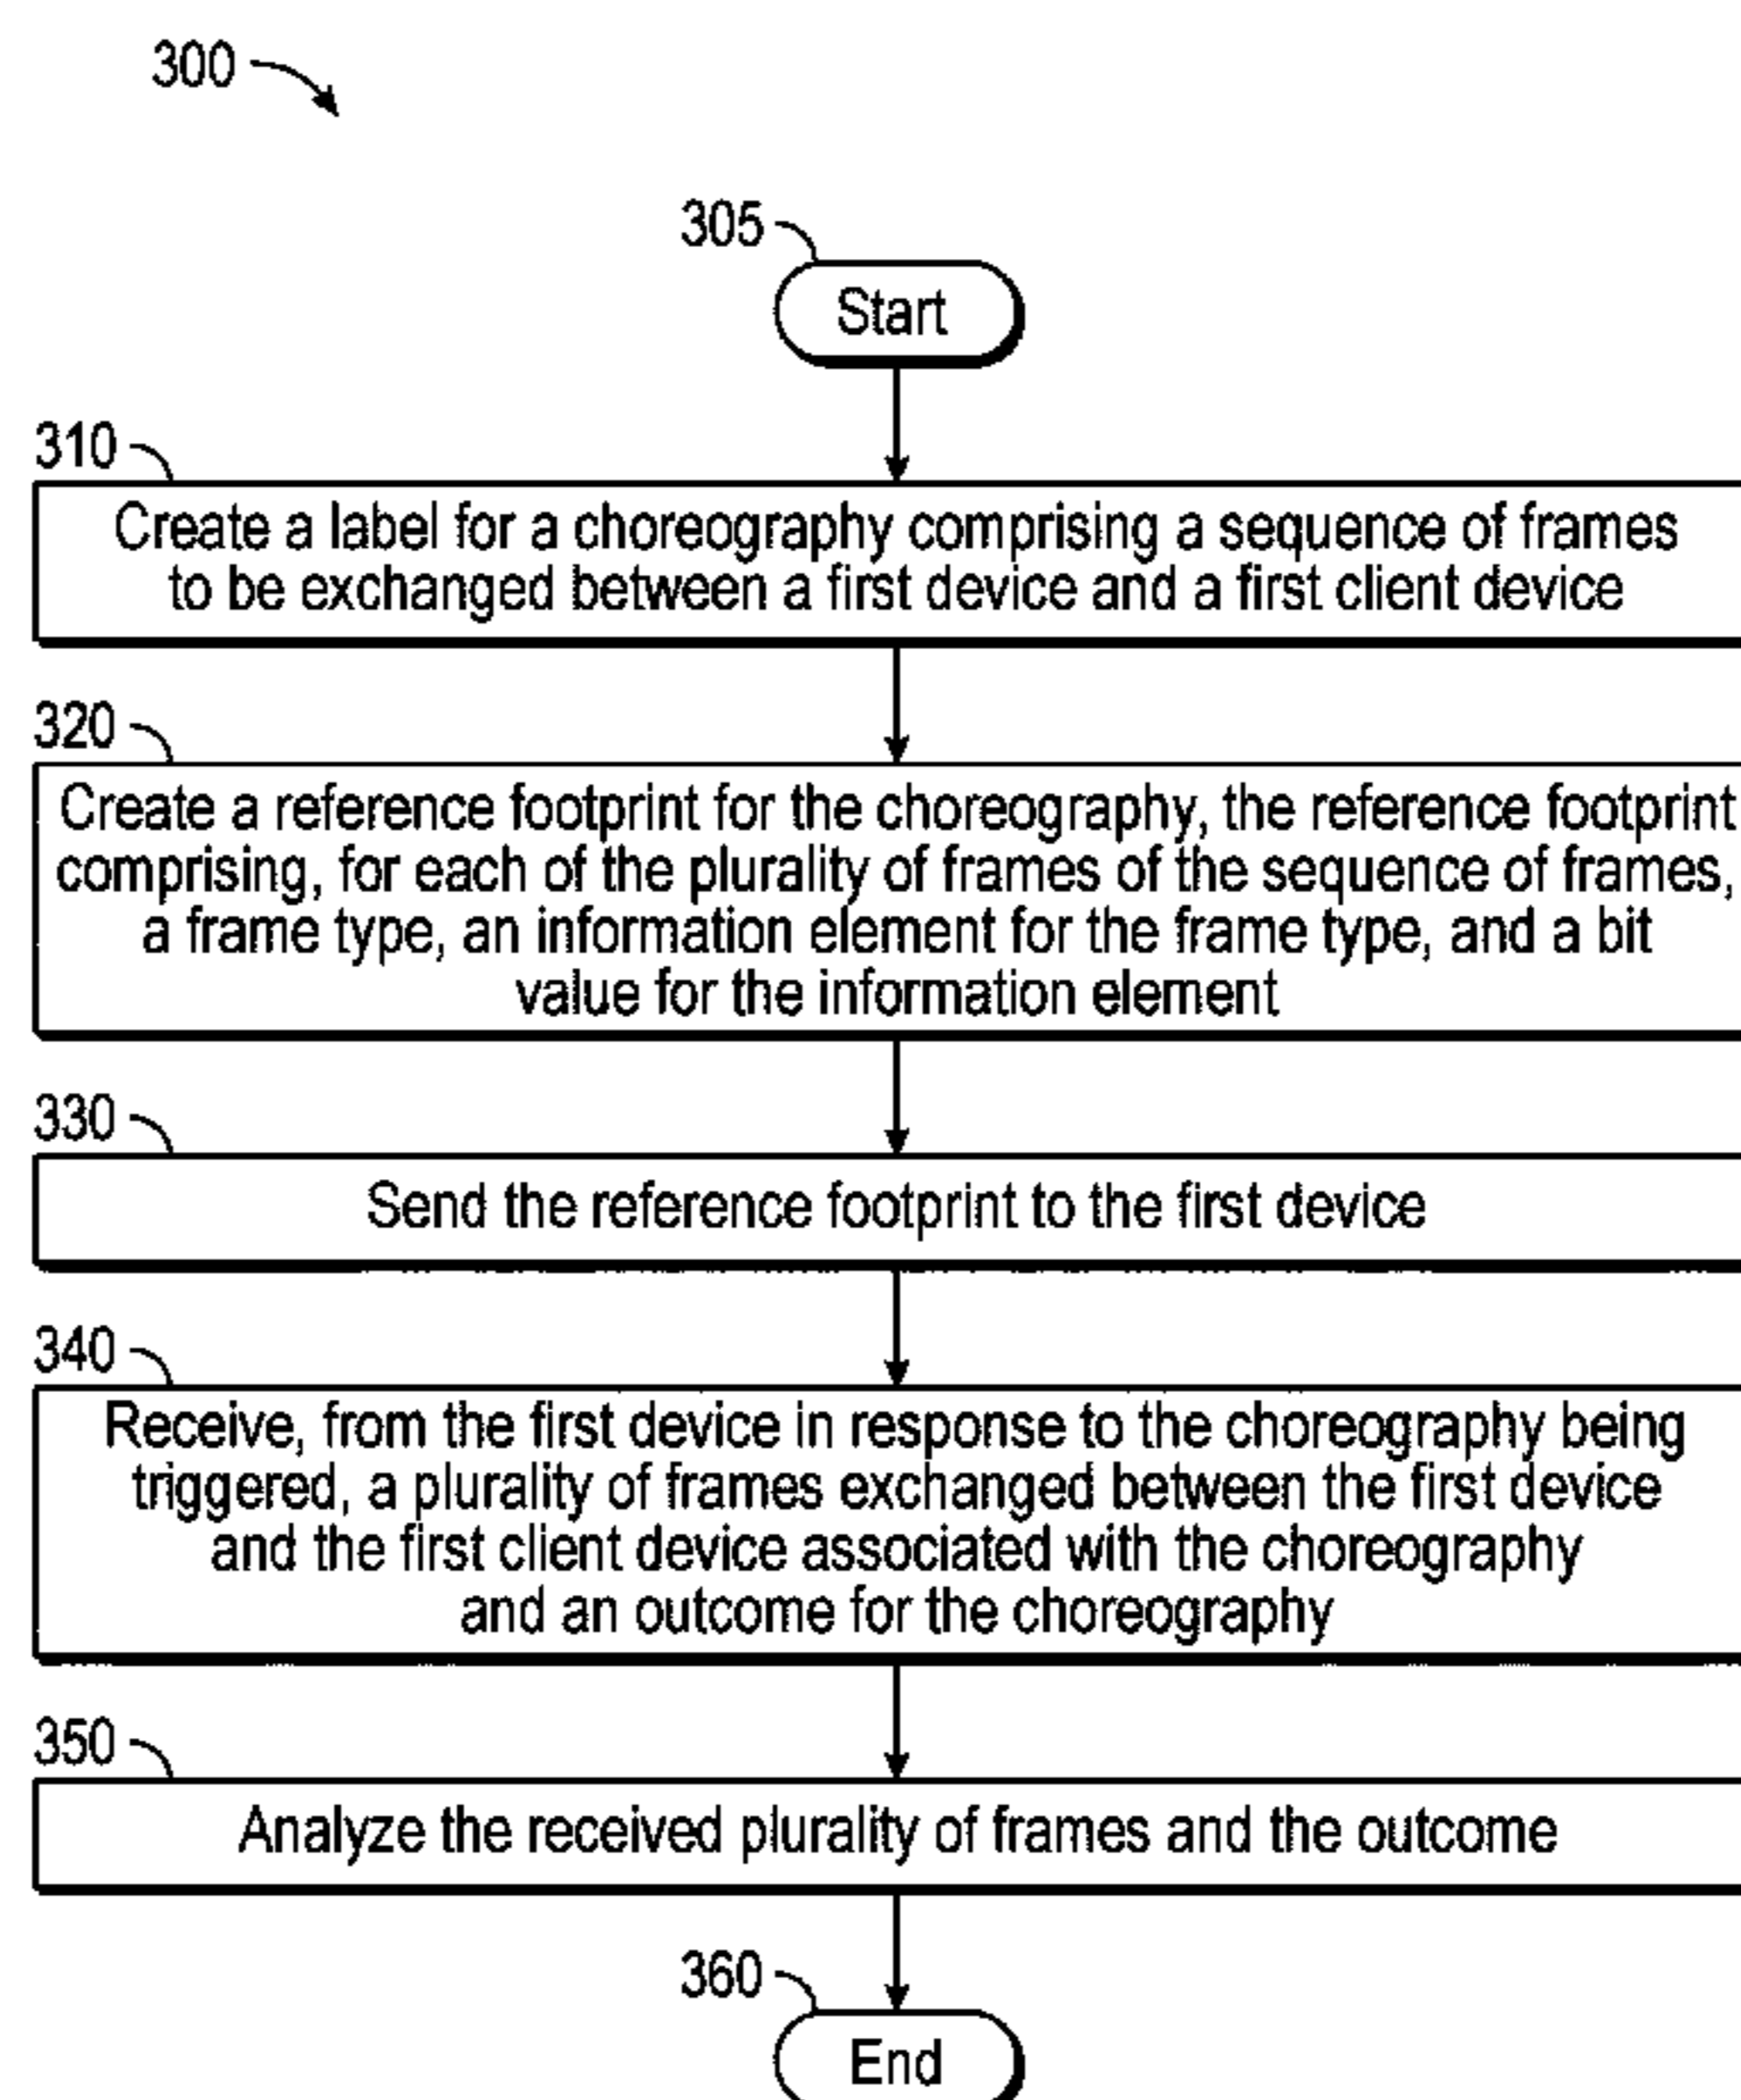 300
305
Start
310
Create a label for a choreography comprising a sequence of frames
to be exchanged between a first device and a first client device
320
Create a reference footprint for the choreography, the reference footprint
comprising, for each of the plurality of frames of the sequence of frames,
a frame type, an information element for the frame type, and a bit
value for the information element
330
Send the reference footprint to the first device
340
Receive, from the first device in response to the choreography being
triggered, a plurality of frames exchanged between the first device
and the first client device associated with the choreography
and an outcome for the choreography
350
Analyze the received plurality of frames and the outcome
360
End